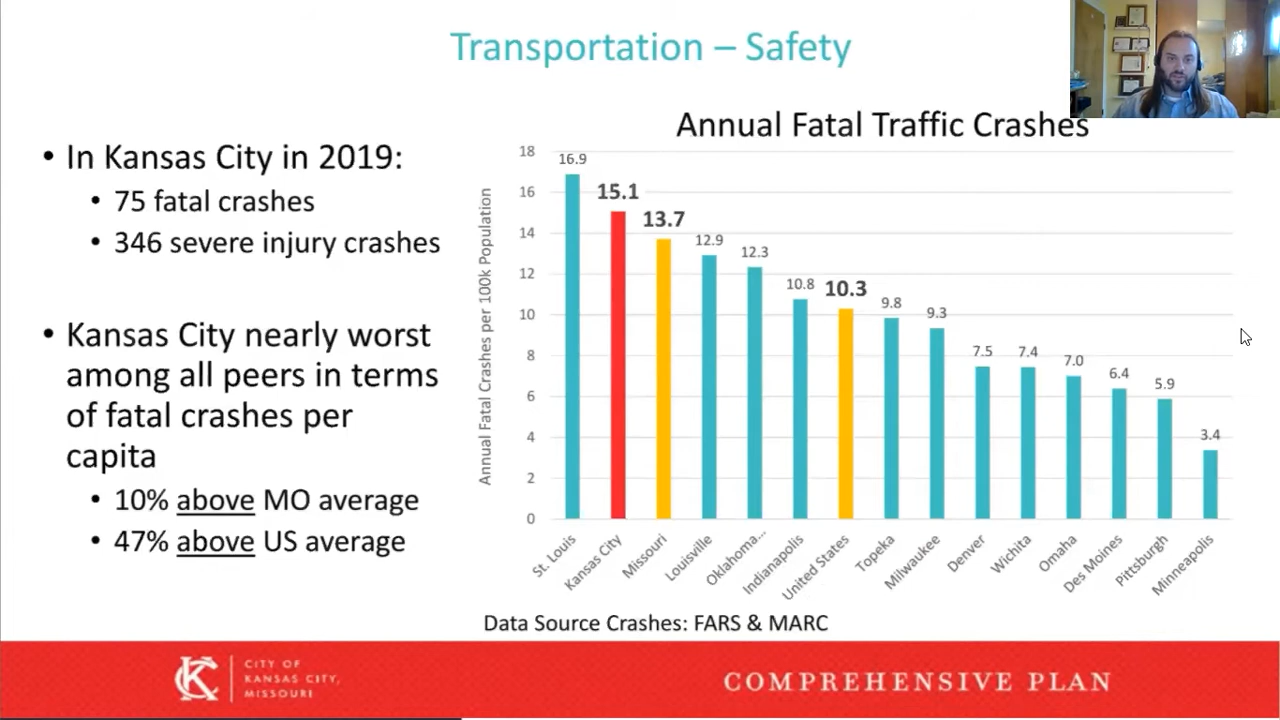 Transportation – Safety
• In Kansas City in 2019:
• 75 fatal crashes
• 346 severe injury crashes
• Kansas City nearly worst
among all peers in terms
of fatal crashes per
capita
• 10% above MO average
• 47% above US average
Annual Fatal Traffic Crashes
Annual Fatal Crashes per 100k Population
18
16
14
12
10
8
6
4
2
0
16.9
15.1
13.7
12.9
12.3
10.8
10.3
9.8
9.3
7.5
7.4
7.0
6.4
5.9
3.4
St. Louis
Kansas City
Missouri
Louisville
Oklahoma...
Indianapolis
United States
Topeka
Milwaukee
Denver
Wichita
Omaha
Des Moines
Pittsburgh
Minneapolis
Data Source Crashes: FARS & MARC
KC
CITY OF
KANSAS CITY,
MISSOURI
COMPREHENSIVE PLAN